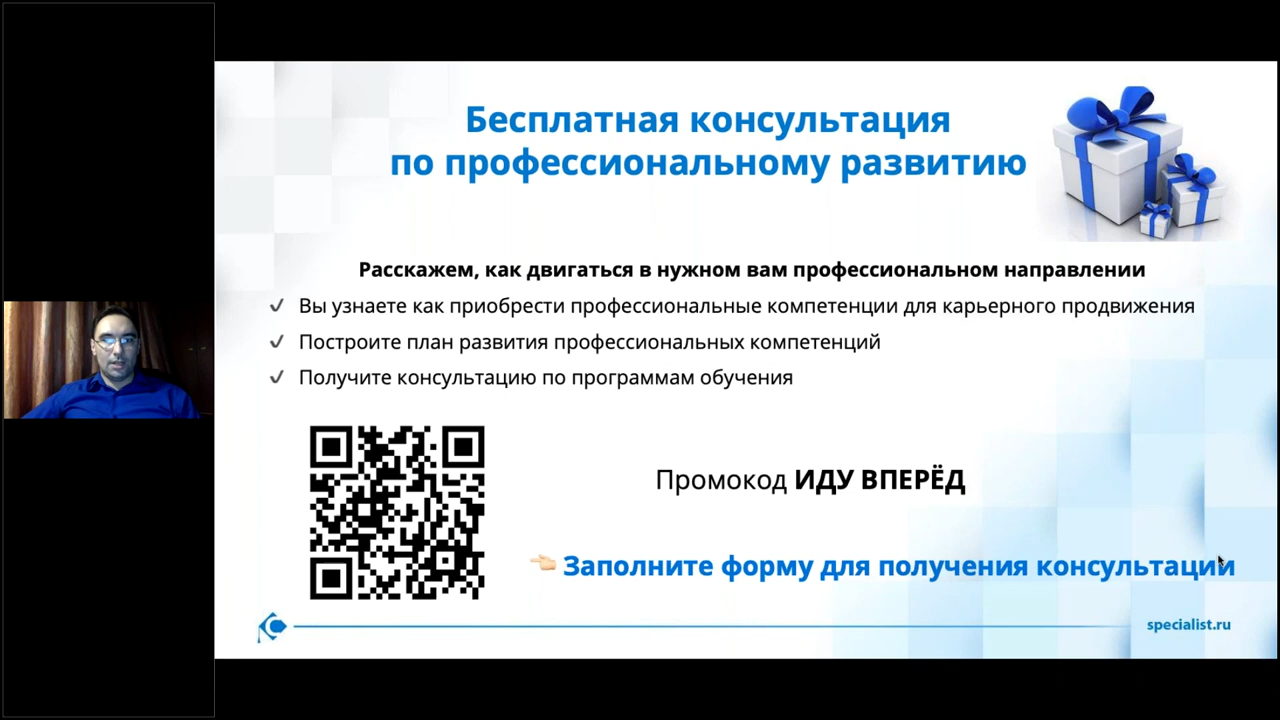 Бесплатная консультация
по профессиональному развитию
Расскажем, как двигаться в нужном вам профессиональном направлении
Вы узнаете как приобрести профессиональные компетенции для карьерного продвижения
Построите план развития профессиональных компетенций
Получите консультацию по программам обучения
Промокод ИДУ ВПЕРЁД
Заполните форму для получения консультации
specialist.ru